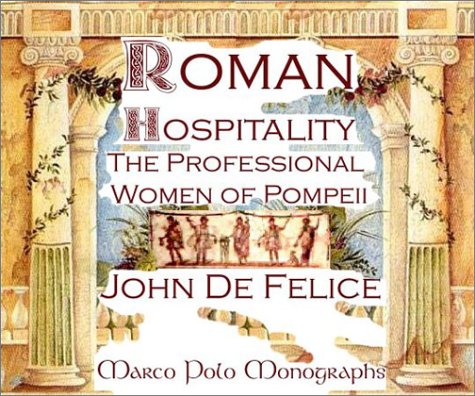 ROMAN
HOSPITALITY
THE PROFESSIONAL
WOMEN OF POMPEII
JOHN DE FELICE
Marco Polo Monographs